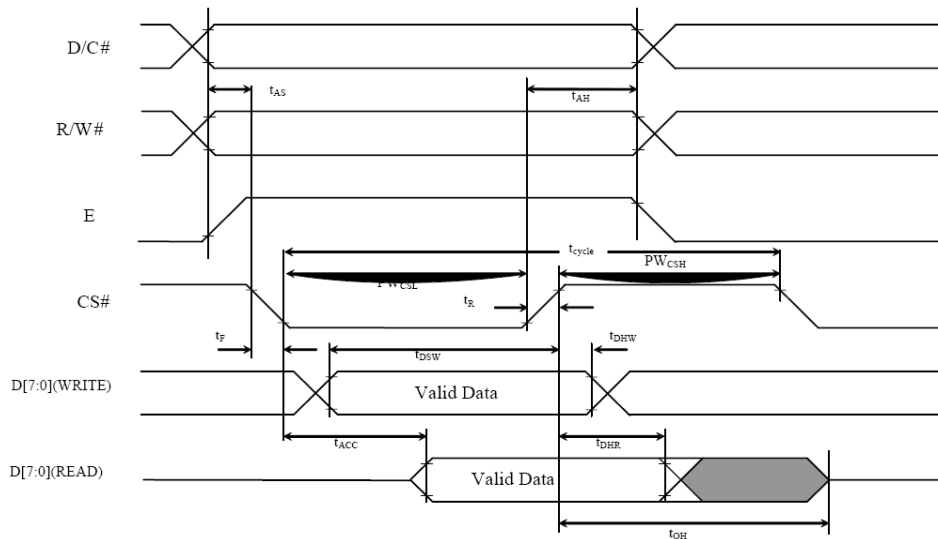 D/C#
tAS
tAH
R/W#
E
tcycle
PWCSH
PWCSL
CS#
tR
tF
tDSW
tDHW
D[7:0](WRITE)
Valid Data
tACC
tDHR
D[7:0](READ)
Valid Data
tOH